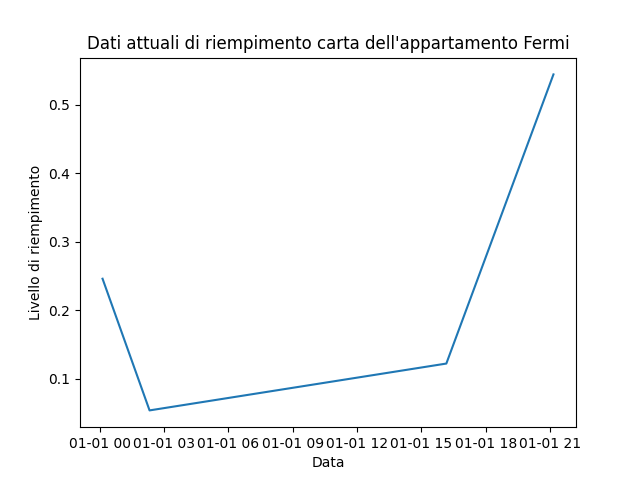 Dati attuali di riempimento carta dell'appartamento Fermi
Livello di riempimento
0.5
0.4
0.3
0.2
0.1
01-01 00 01-01 03 01-01 06 01-01 09 01-01 12 01-01 15 01-01 18 01-01 21
Data